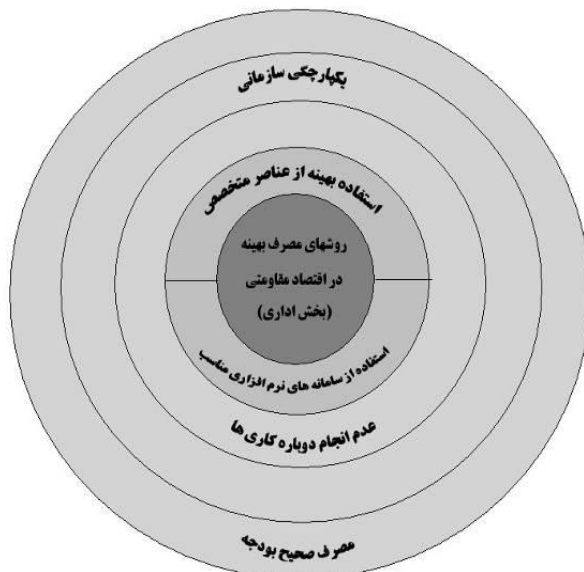 یکپارچگی سازمانی
استفاده بهینه از عناصر متخصص
روشهای مصرف بهینه
در اقتصاد مقاومتی
(بخش اداری)
استفاده از سامانه های نرم افزاری مناسب
عدم انجام دوباره کاری ها
مصرف صحیح بودجه